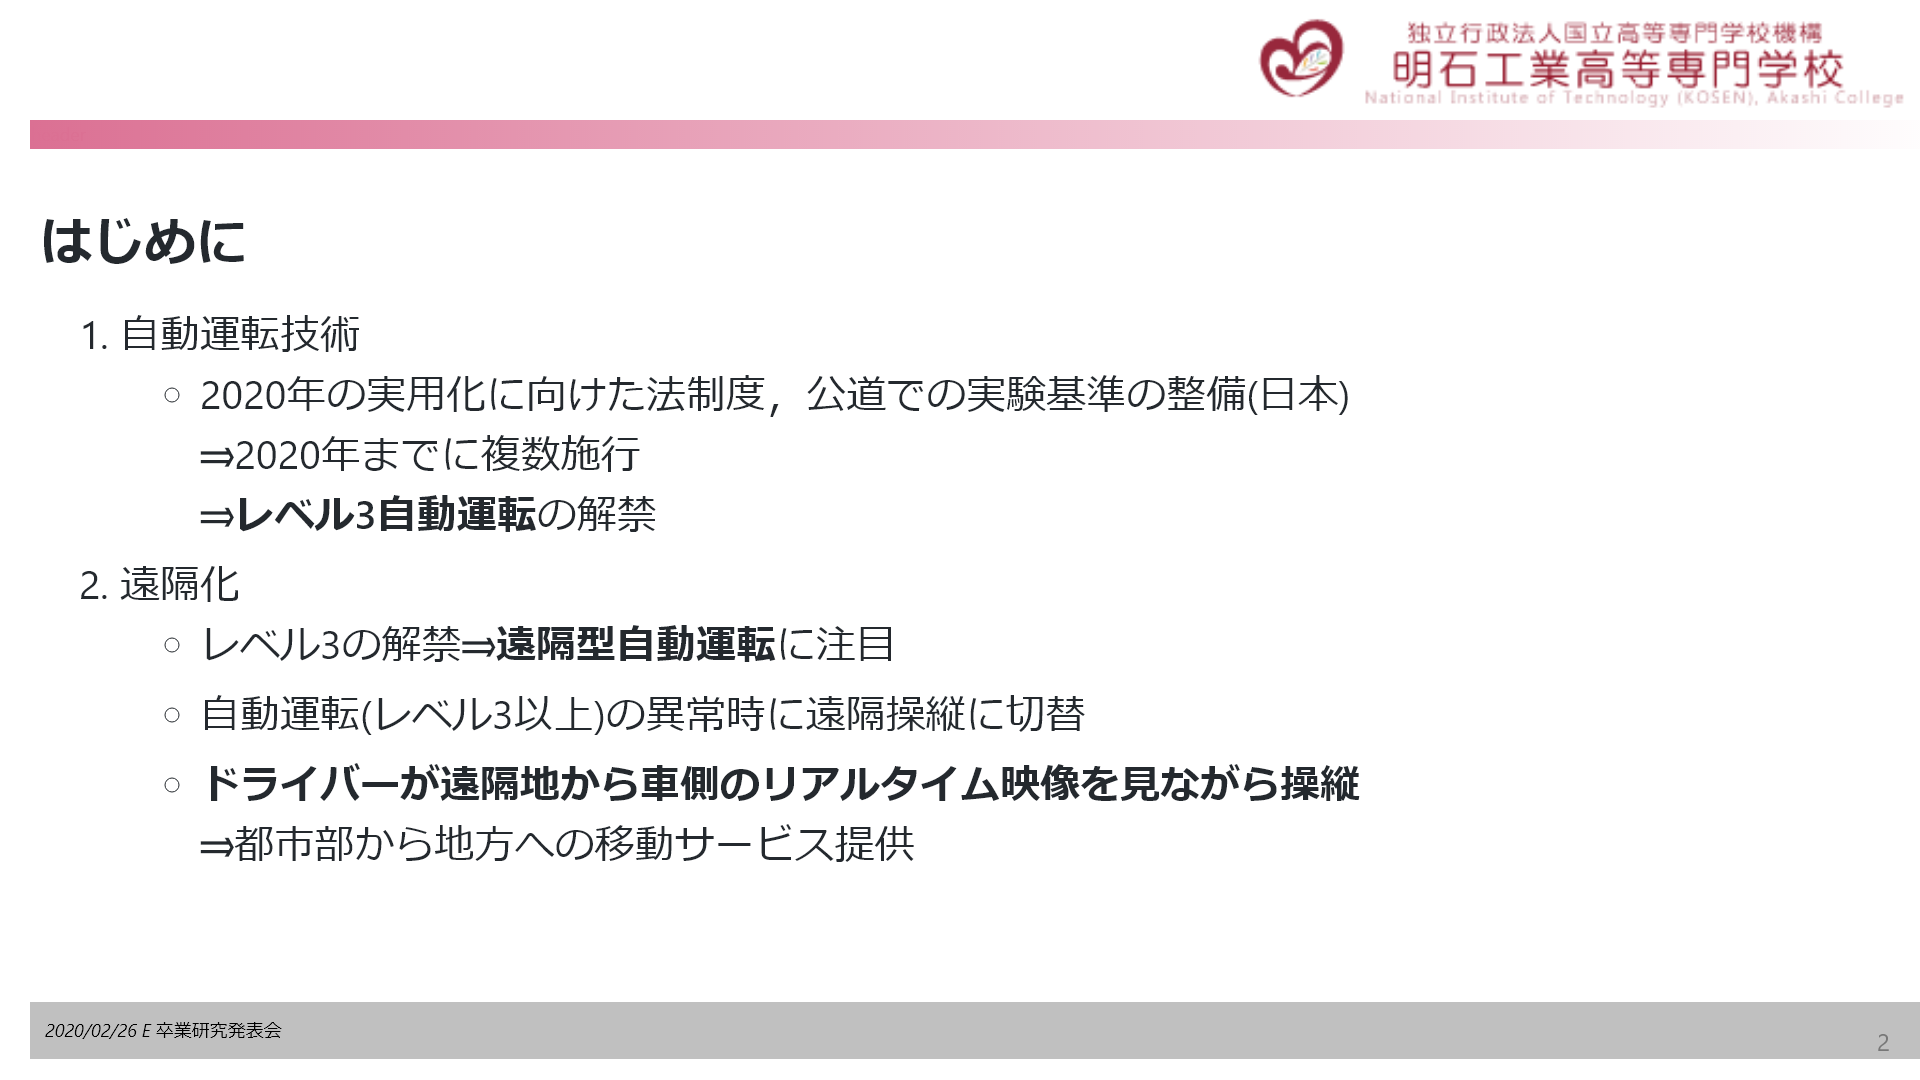 独立行政法人国立高等専門学校機構
明石工業高等専門学校
National Institute of Technology (KOSEN), Akashi College
はじめに
1. 自動運転技術
○ 2020年の実用化に向けた法制度，公道での実験基準の整備(日本)
⇒2020年までに複数施行
⇒レベル3自動運転の解禁
2. 遠隔化
○ レベル3の解禁⇒遠隔型自動運転に注目
○ 自動運転(レベル3以上)の異常時に遠隔操縦に切替
○ ドライバーが遠隔地から車側のリアルタイム映像を見ながら操縦
⇒都市部から地方への移動サービス提供
2020/02/26 E 卒業研究発表会
2